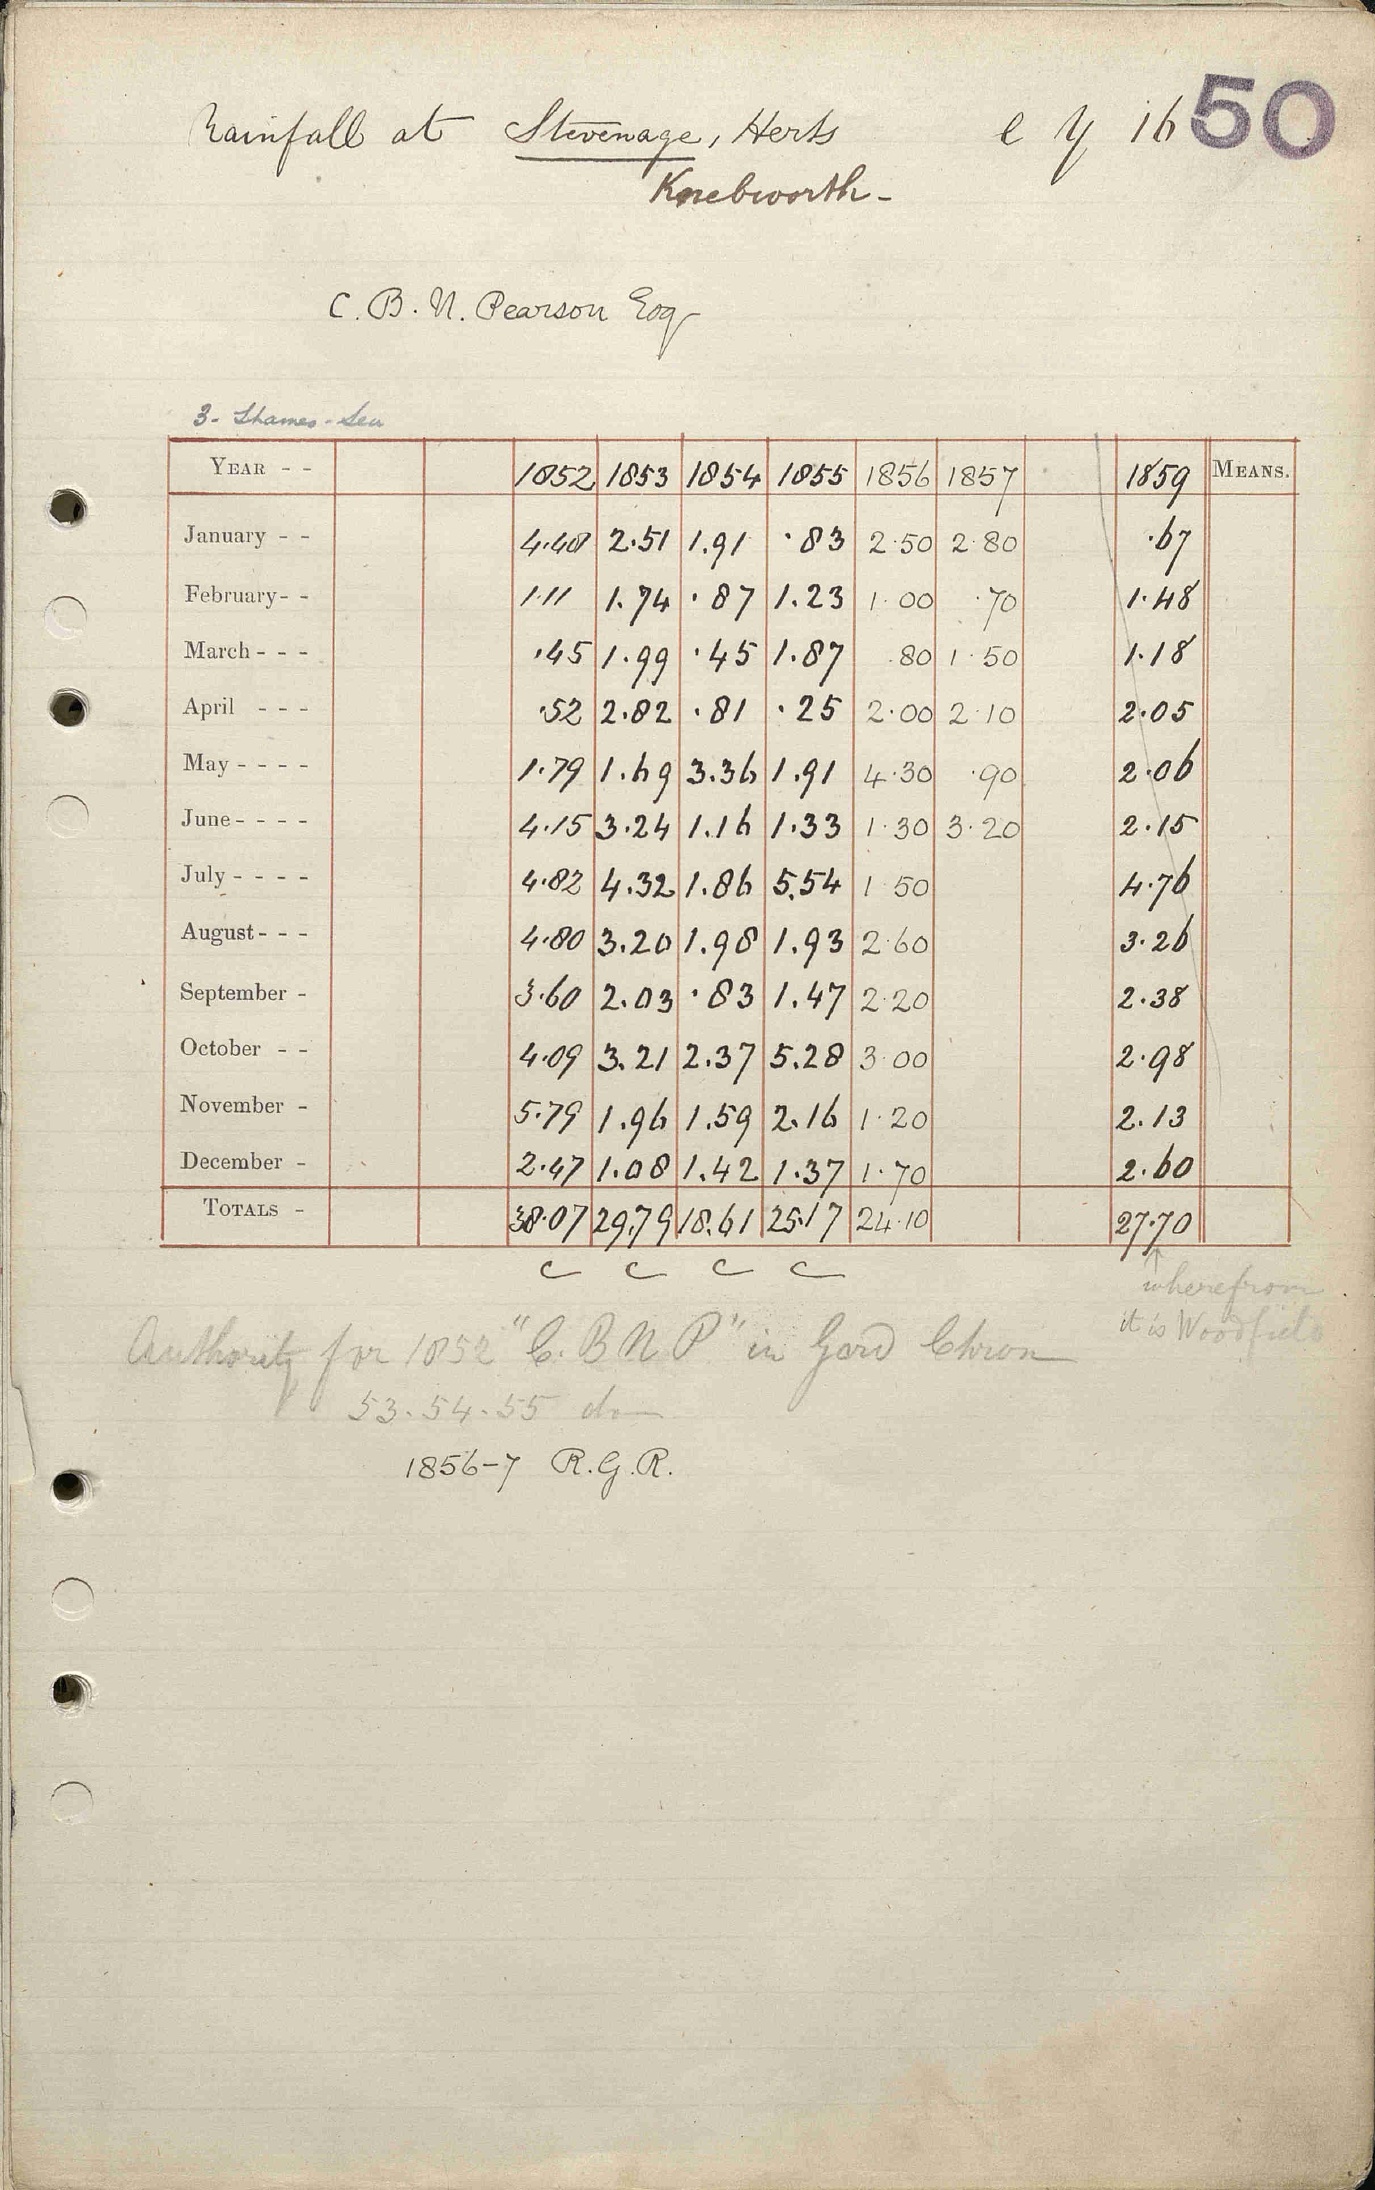 Rainfall at Stevenage, Herts e y 16 50
Knebworth -
C. B. N. Pearson Esq
3 - Thames - Sea
YEAR - - 1852 1853 1854 1855 1856 1857 1859 MEANS.
January - - 4.48 2.51 1.91 .83 2.50 2.80 .67
February - - 1.11 1.74 .87 1.23 1.00 .70 1.48
March - - - .45 1.99 .45 1.87 .80 1.50 1.18
April - - - .52 2.82 .81 .25 2.00 2.10 2.05
May - - - - 1.79 1.69 3.36 1.91 4.30 .90 2.06
June - - - - 4.15 3.24 1.16 1.33 1.30 3.20 2.15
July - - - - 4.82 4.32 1.86 5.54 1.50 4.76
August - - - 4.80 3.20 1.98 1.93 2.60 3.26
September - 3.60 2.03 .83 1.47 2.20 2.38
October - - 4.09 3.21 2.37 5.28 3.00 2.98
November - 5.79 1.96 1.59 2.16 1.20 2.13
December - 2.47 1.08 1.42 1.37 1.70 2.60
TOTALS - 38.07 29.79 18.61 25.17 24.10 27.70
C C C C
↑
wherefrom
it is Woodfield
Authority for 1852 "C. B N P" in Gard Chron
53. 54. 55 do
1856-7 R. G. R.